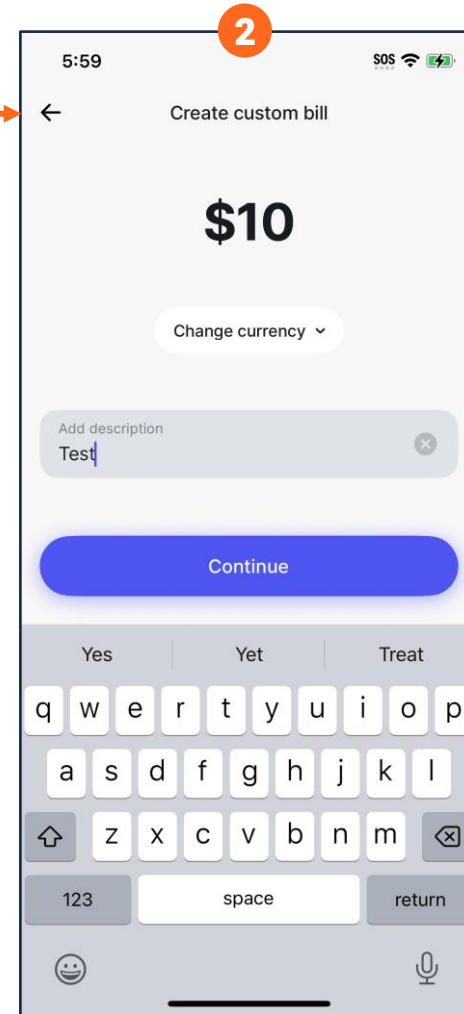 2
5:59 SOS
Create custom bill
$10
Change currency
Add description
Test
Continue
Yes Yet Treat
q w e r t y u i o p
a s d f g h j k l
z x c v b n m
123 space return